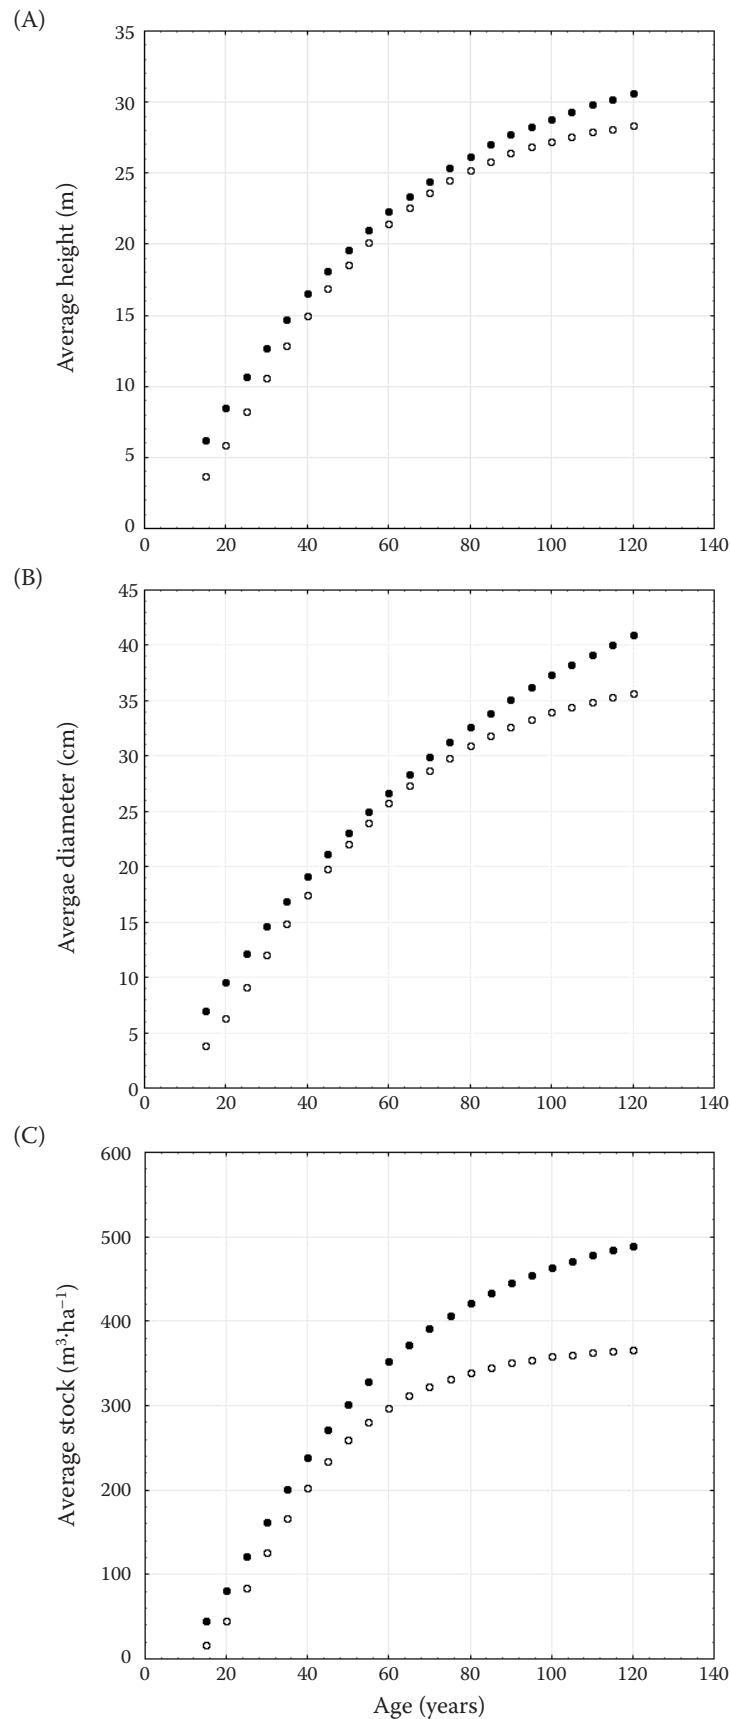 (A)
35
30
25
20
15
10
5
0
Average height (m)
0 20 40 60 80 100 120 140
(B)
45
40
35
30
25
20
15
10
5
0
Avergae diameter (cm)
0 20 40 60 80 100 120 140
(C)
600
500
400
300
200
100
0
Average stock (m³·ha⁻¹)
0 20 40 60 80 100 120 140
Age (years)